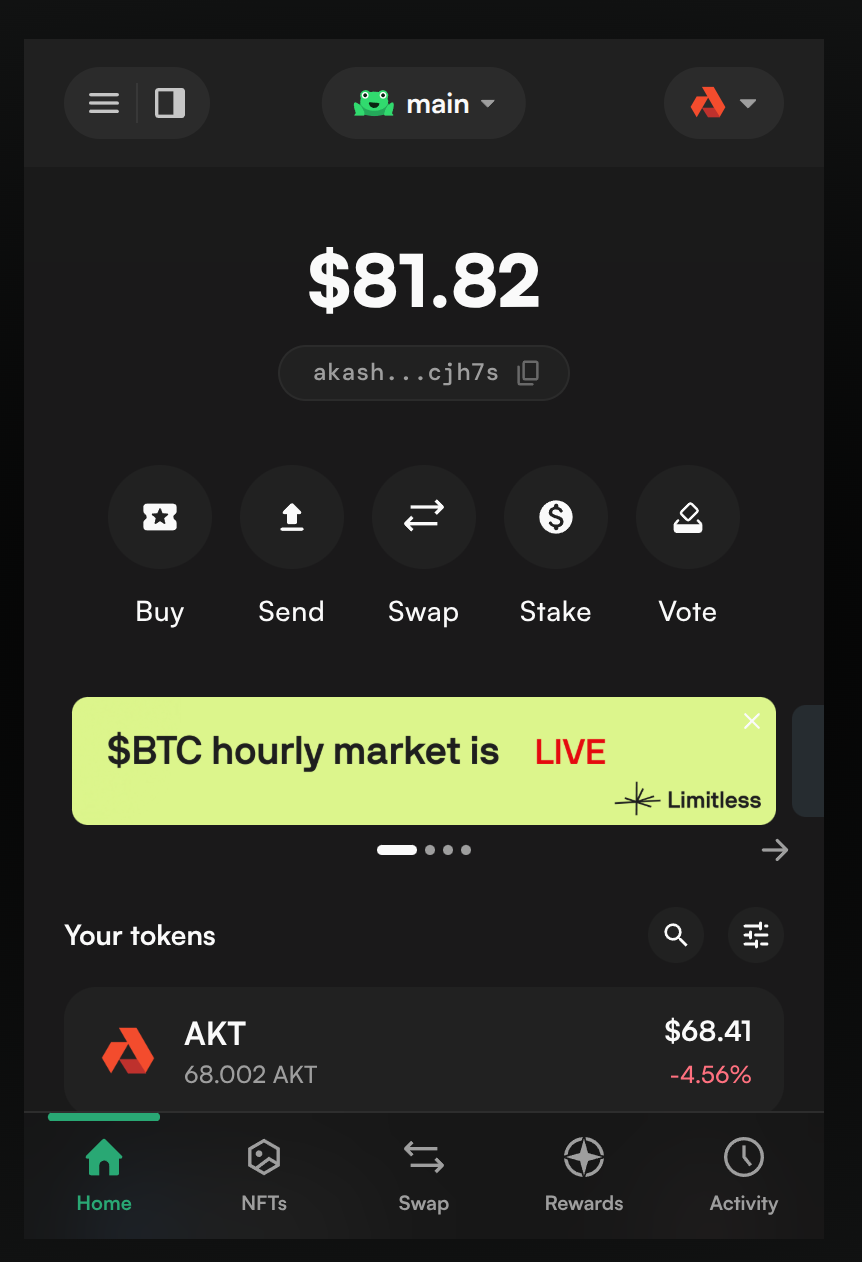 main
$81.82
akash...cjh7s
Buy Send Swap Stake Vote
$BTC hourly market is LIVE
Limitless
Your tokens
AKT $68.41
68.002 AKT -4.56%
Home NFTs Swap Rewards Activity